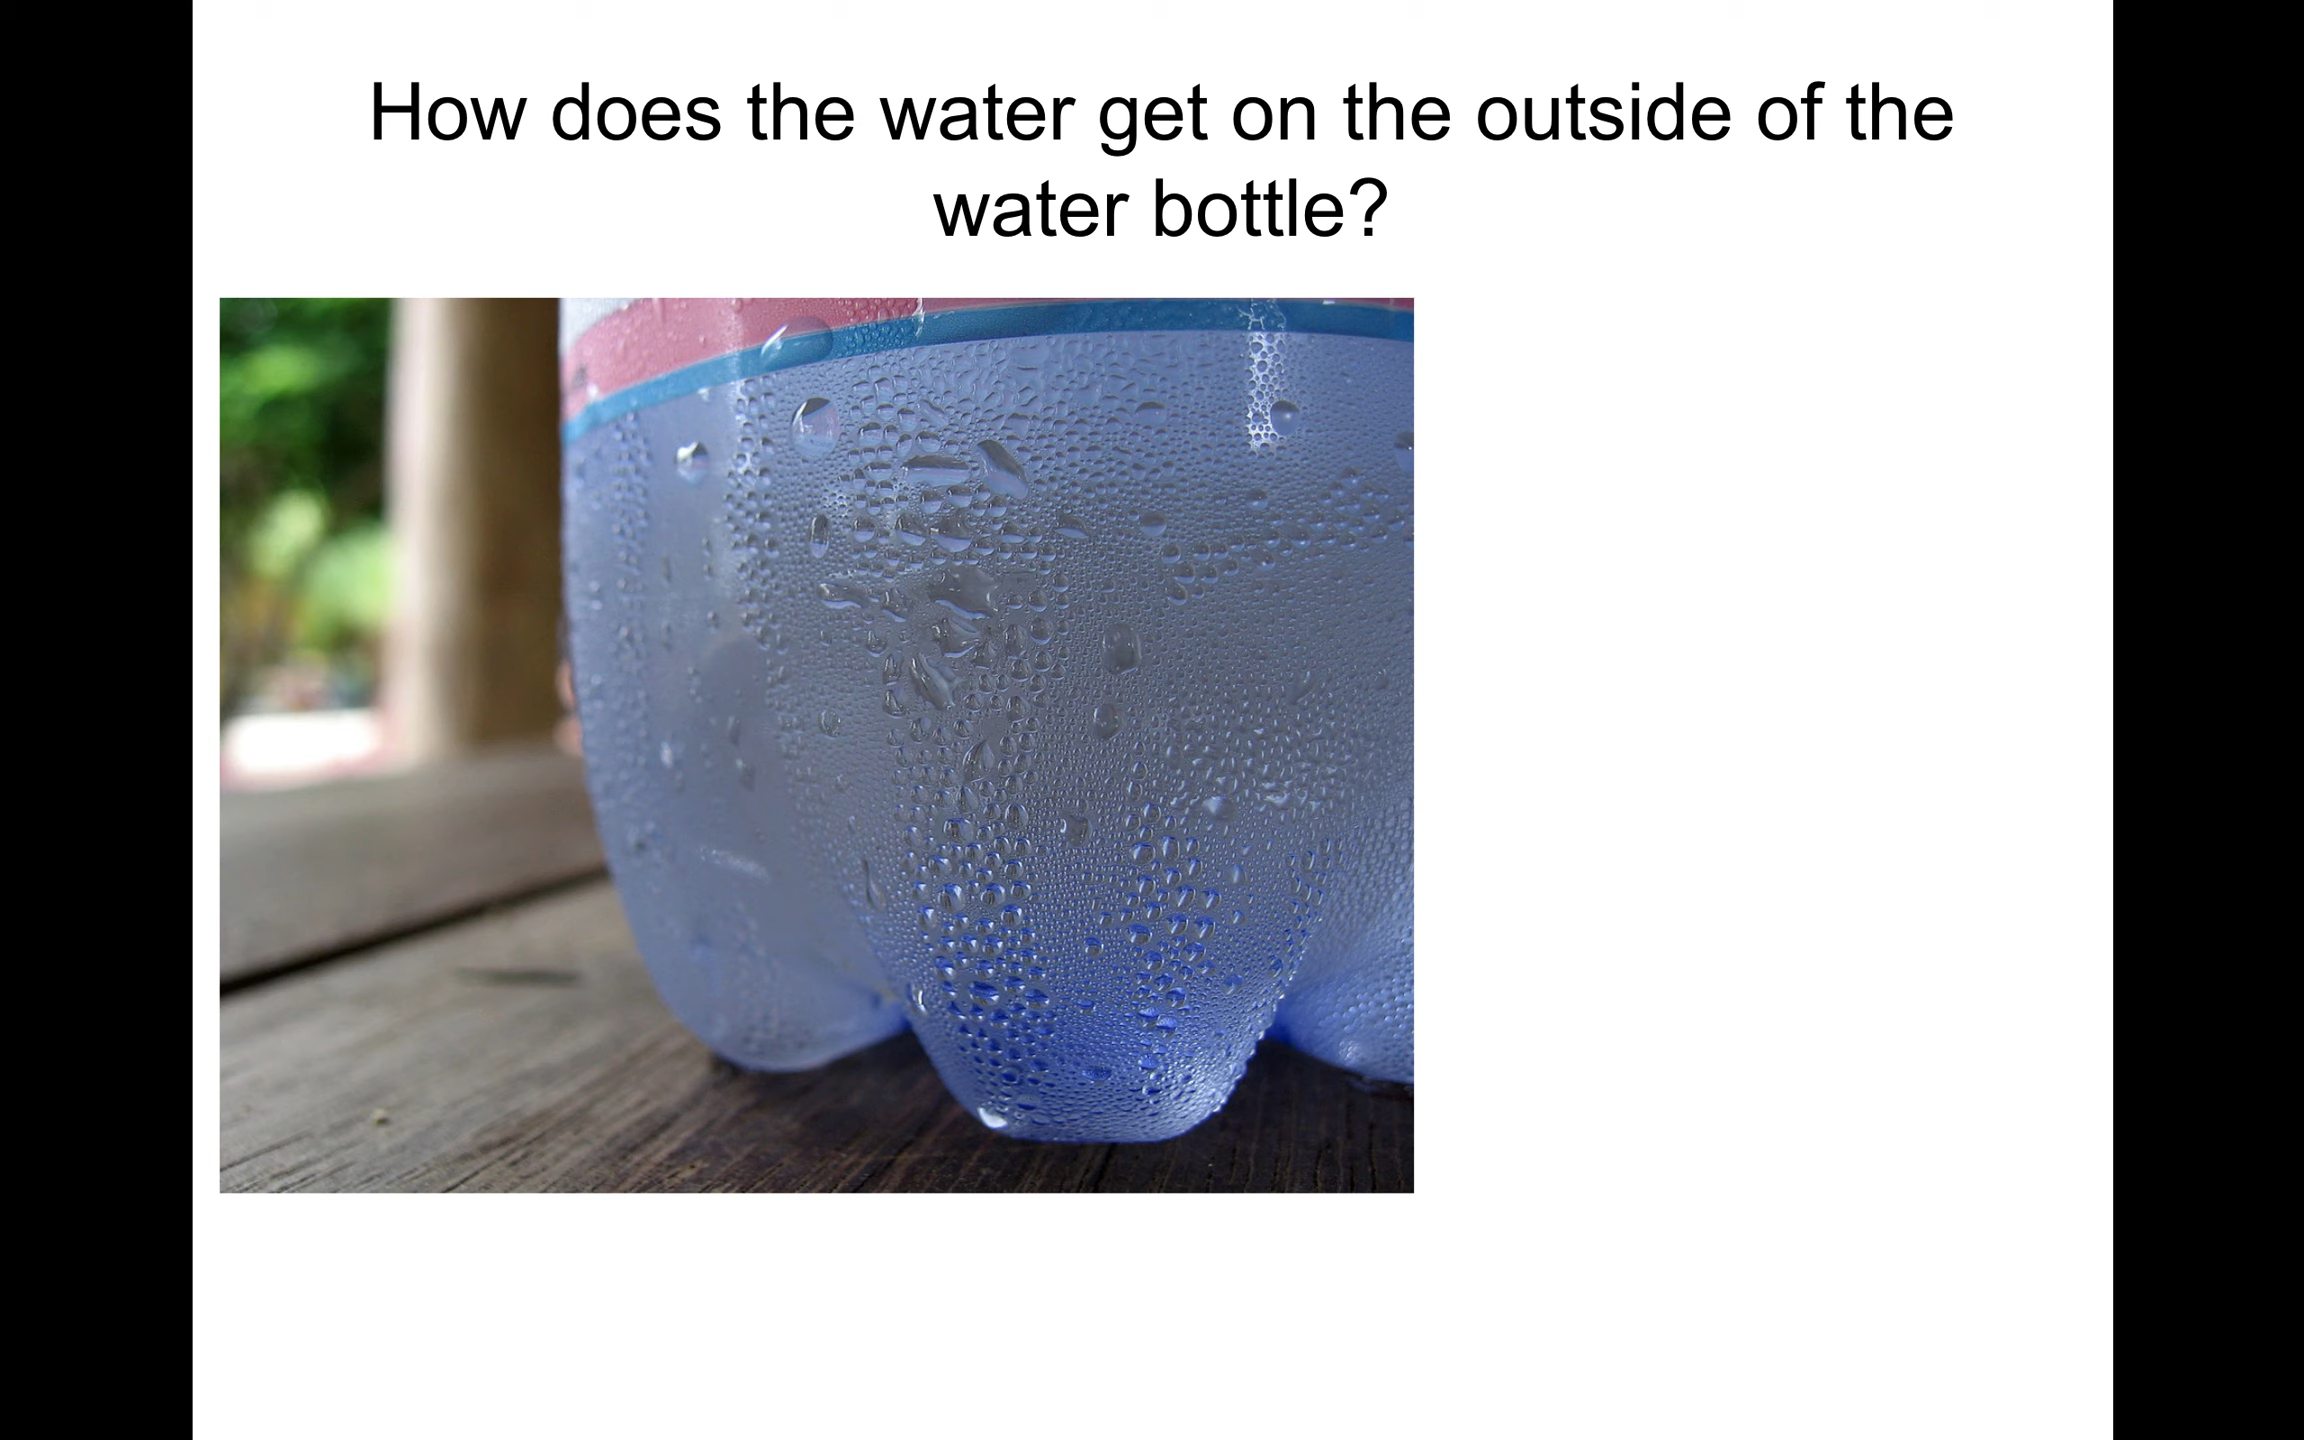 How does the water get on the outside of the
water bottle?